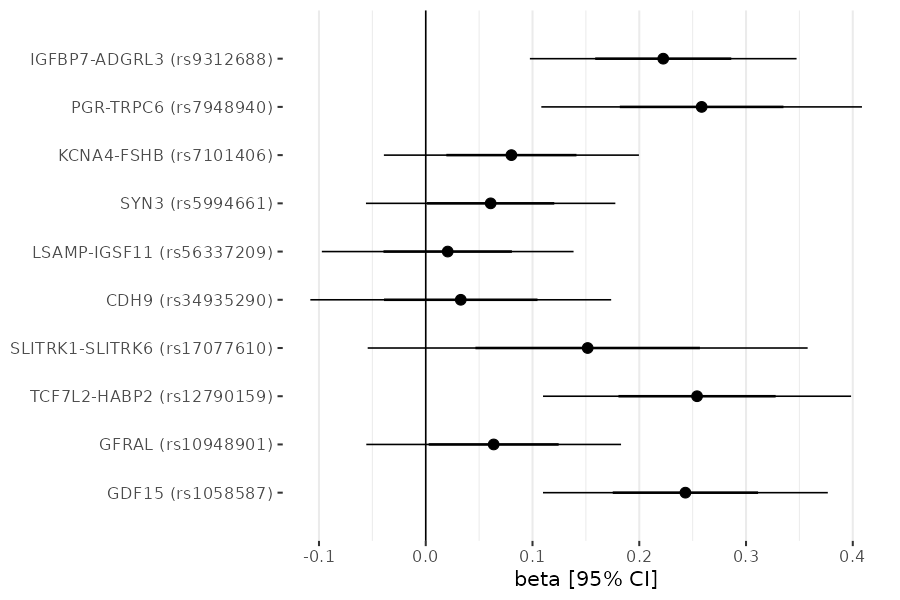 IGFBP7-ADGRL3 (rs9312688)
PGR-TRPC6 (rs7948940)
KCNA4-FSHB (rs7101406)
SYN3 (rs5994661)
LSAMP-IGSF11 (rs56337209)
CDH9 (rs34935290)
SLITRK1-SLITRK6 (rs17077610)
TCF7L2-HABP2 (rs12790159)
GFRAL (rs10948901)
GDF15 (rs1058587)
-0.1 0.0 0.1 0.2 0.3 0.4
beta [95% CI]